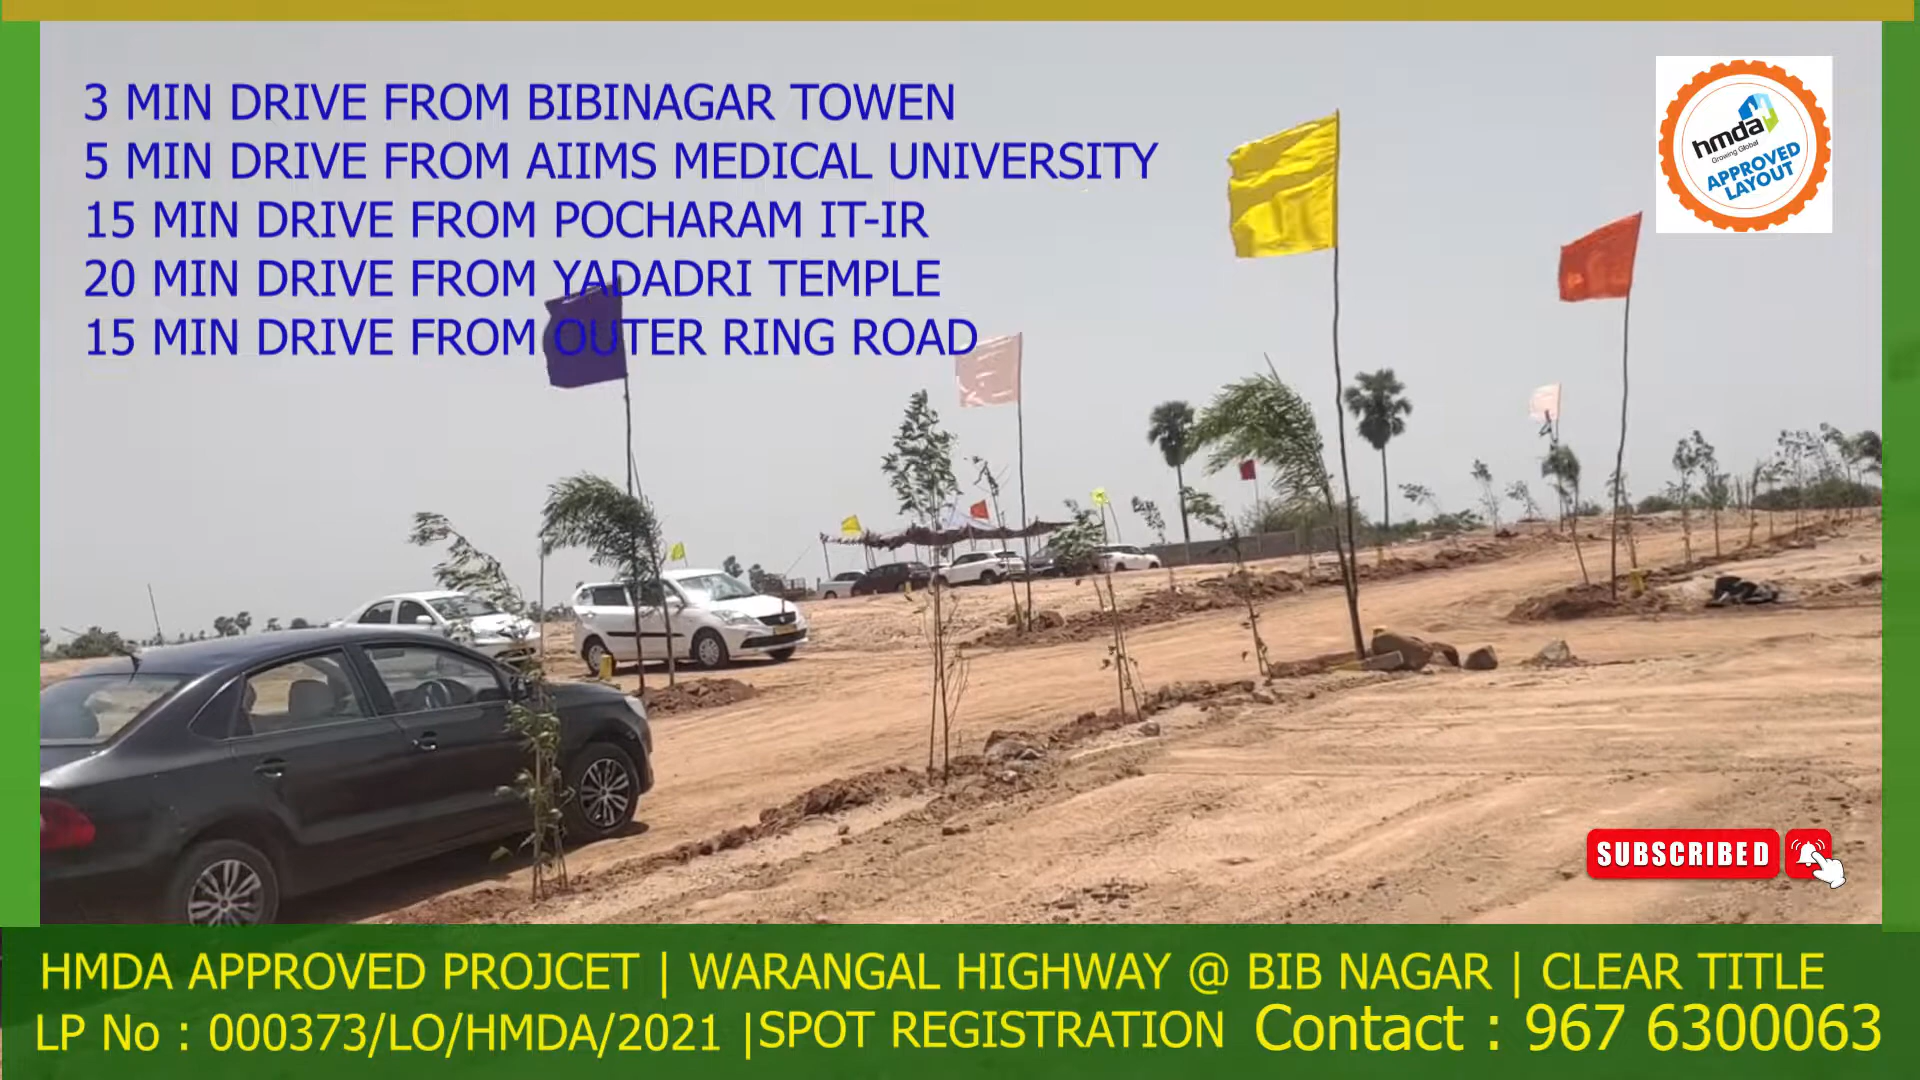 3 MIN DRIVE FROM BIBINAGAR TOWEN
5 MIN DRIVE FROM AIIMS MEDICAL UNIVERSITY
15 MIN DRIVE FROM POCHARAM IT-IR
20 MIN DRIVE FROM YADADRI TEMPLE
15 MIN DRIVE FROM OUTER RING ROAD
hmda
Growing Global
APPROVED
LAYOUT
SUBSCRIBED
HMDA APPROVED PROJCET | WARANGAL HIGHWAY @ BIB NAGAR | CLEAR TITLE
LP No : 000373/LO/HMDA/2021 |SPOT REGISTRATION Contact : 967 6300063